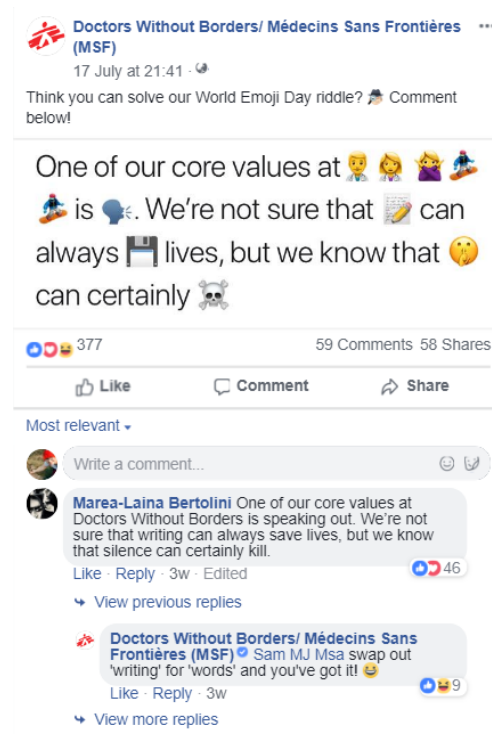 Doctors Without Borders/ Médecins Sans Frontières
(MSF)
17 July at 21:41 ·
Think you can solve our World Emoji Day riddle? 🕵️ Comment
below!
One of our core values at 👨‍⚕️ 👩‍⚕️ 🙅‍♀️ 🏂
🏂 is 🗣️. We're not sure that 📝 can
always 💾 lives, but we know that 🤫
can certainly ☠️
377
59 Comments 58 Shares
Like Comment Share
Most relevant
Write a comment...
Marea-Laina Bertolini One of our core values at
Doctors Without Borders is speaking out. We're not
sure that writing can always save lives, but we know
that silence can certainly kill.
46
Like · Reply · 3w · Edited
View previous replies
Doctors Without Borders/ Médecins Sans
Frontières (MSF) Sam MJ Msa swap out
'writing' for 'words' and you've got it! 😂
9
Like · Reply · 3w
View more replies